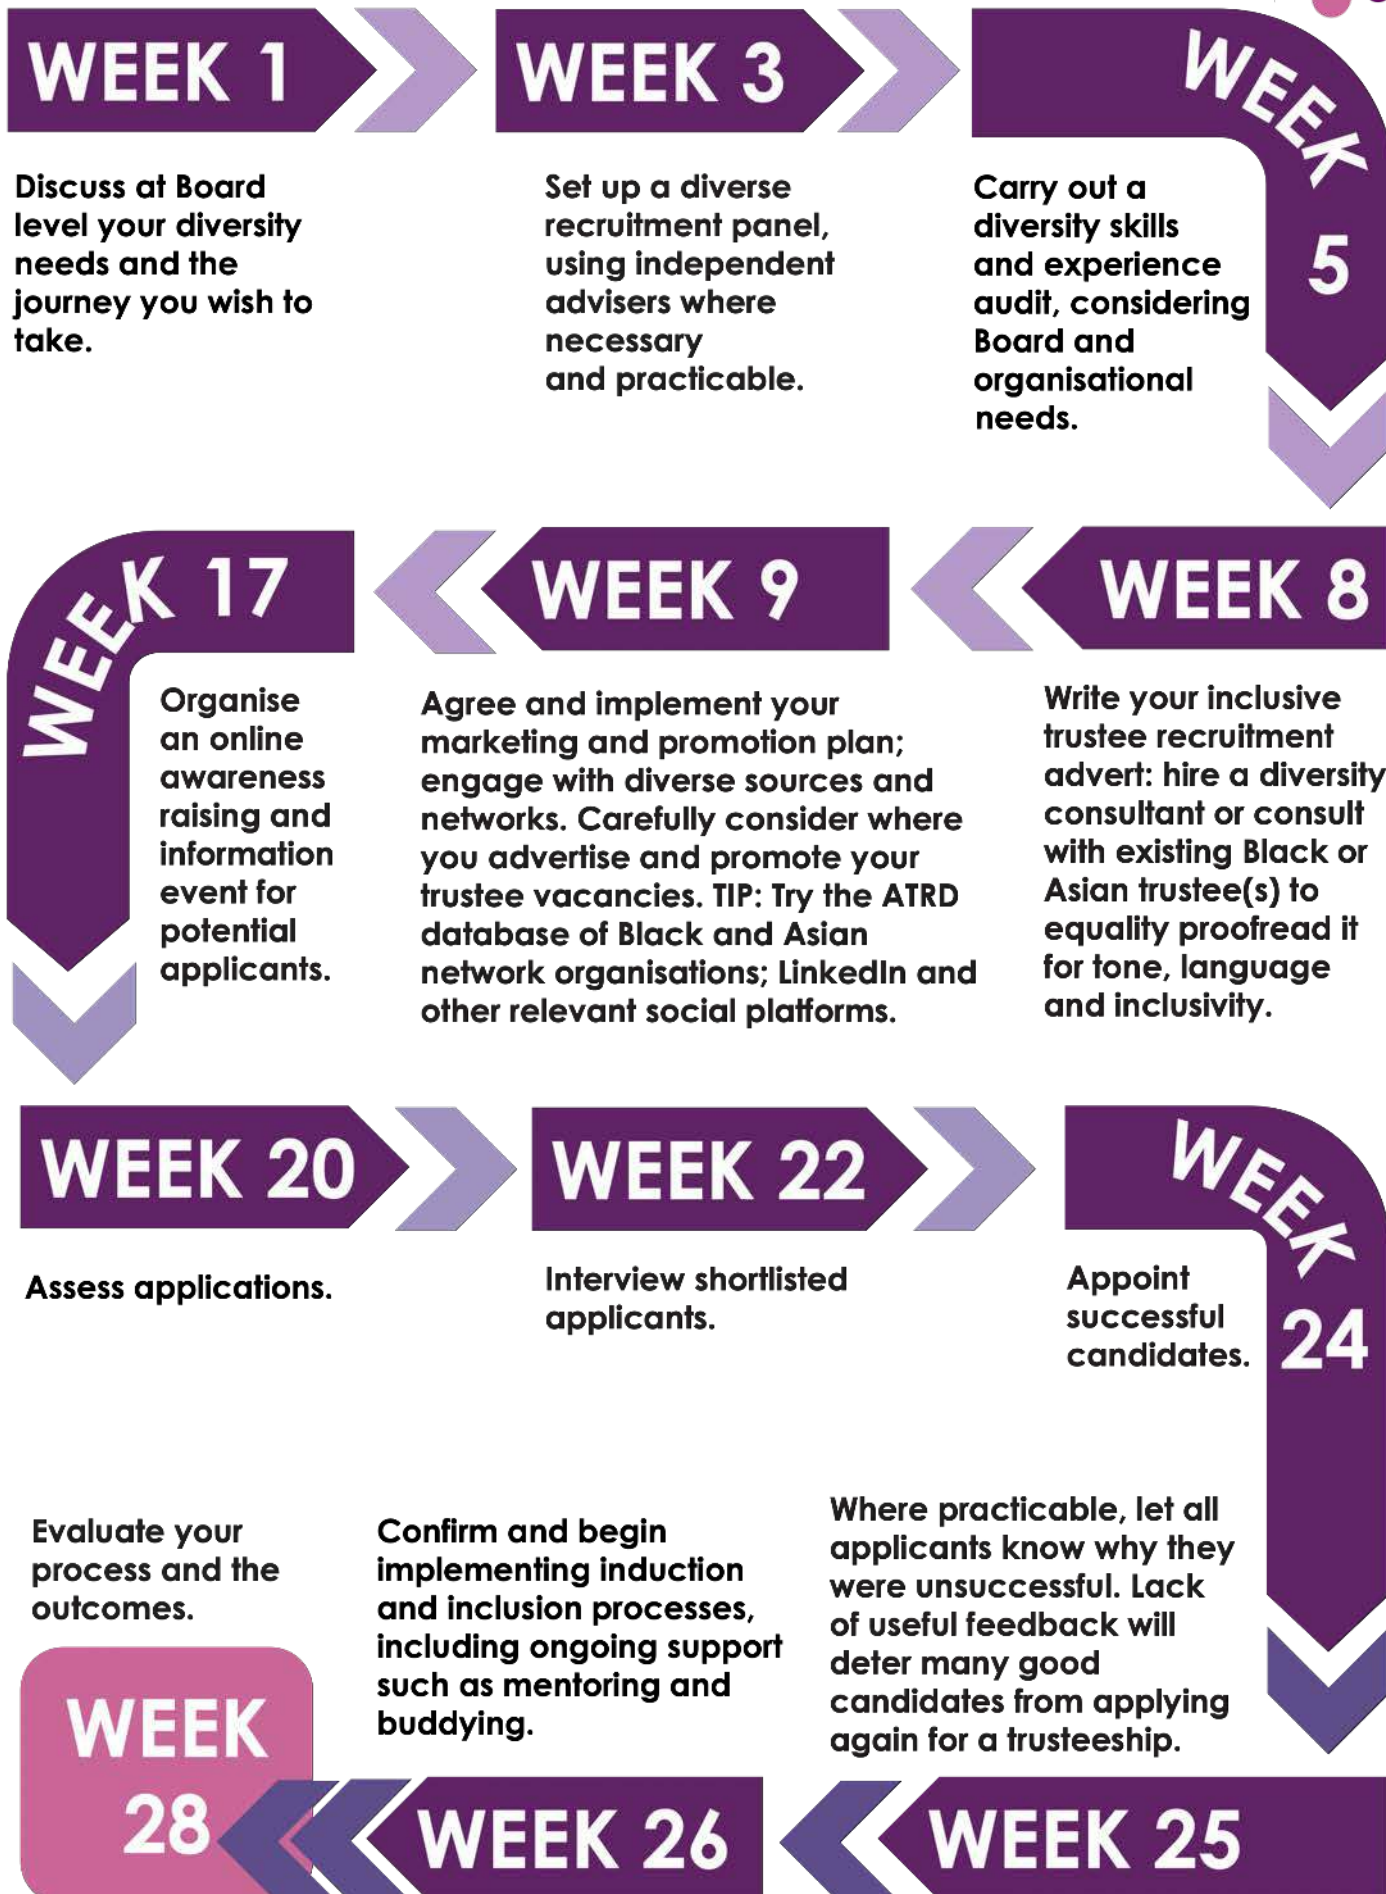 WEEK 1
Discuss at Board
level your diversity
needs and the
journey you wish to
take.
WEEK 3
Set up a diverse
recruitment panel,
using independent
advisers where
necessary
and practicable.
WEEK
5
Carry out a
diversity skills
and experience
audit, considering
Board and
organisational
needs.
WEEK 8
Write your inclusive
trustee recruitment
advert: hire a diversity
consultant or consult
with existing Black or
Asian trustee(s) to
equality proofread it
for tone, language
and inclusivity.
WEEK 9
Agree and implement your
marketing and promotion plan;
engage with diverse sources and
networks. Carefully consider where
you advertise and promote your
trustee vacancies. TIP: Try the ATRD
database of Black and Asian
network organisations; LinkedIn and
other relevant social platforms.
WEEK 17
Organise
an online
awareness
raising and
information
event for
potential
applicants.
WEEK 20
Assess applications.
WEEK 22
Interview shortlisted
applicants.
WEEK
24
Appoint
successful
candidates.
Where practicable, let all
applicants know why they
were unsuccessful. Lack
of useful feedback will
deter many good
candidates from applying
again for a trusteeship.
WEEK 25
Confirm and begin
implementing induction
and inclusion processes,
including ongoing support
such as mentoring and
buddying.
WEEK 26
Evaluate your
process and the
outcomes.
WEEK
28